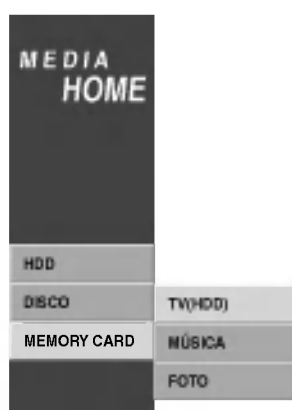 MEDIA
HOME
HDD
DISCO
MEMORY CARD
TV(HDD)
MÚSICA
FOTO